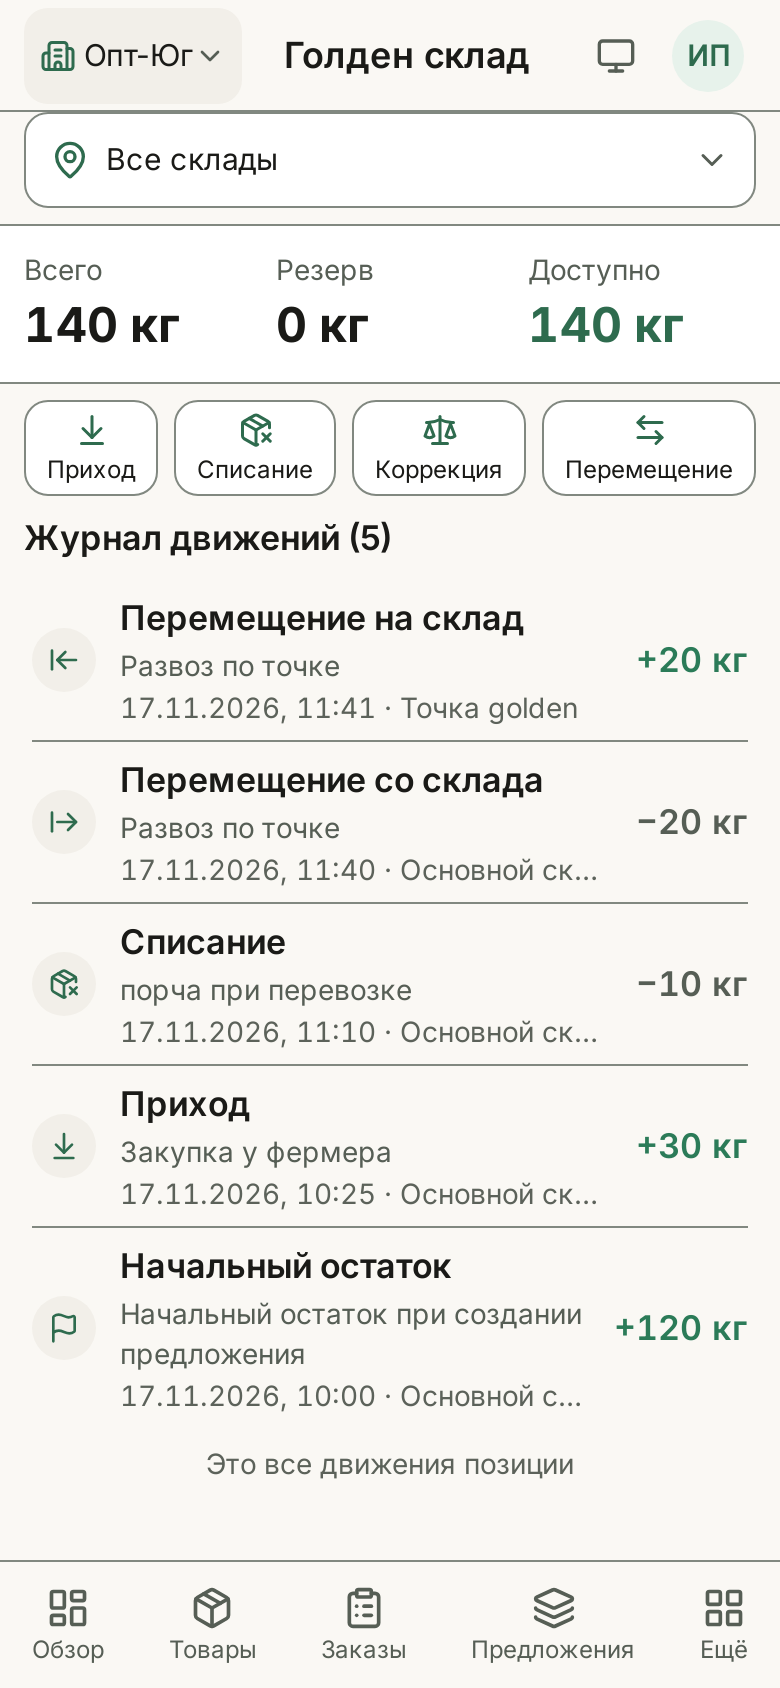 Опт-Юг
Голден склад
ИП
Все склады
Всего
Резерв
Доступно
140 кг
0 кг
140 кг
Приход
Списание
Коррекция
Перемещение
Журнал движений (5)
Перемещение на склад
Развоз по точке
17.11.2026, 11:41 · Точка golden
+20 кг
Перемещение со склада
Развоз по точке
17.11.2026, 11:40 · Основной ск...
−20 кг
Списание
порча при перевозке
17.11.2026, 11:10 · Основной ск...
−10 кг
Приход
Закупка у фермера
17.11.2026, 10:25 · Основной ск...
+30 кг
Начальный остаток
Начальный остаток при создании
предложения
17.11.2026, 10:00 · Основной с...
+120 кг
Это все движения позиции
Обзор
Товары
Заказы
Предложения
Ещё